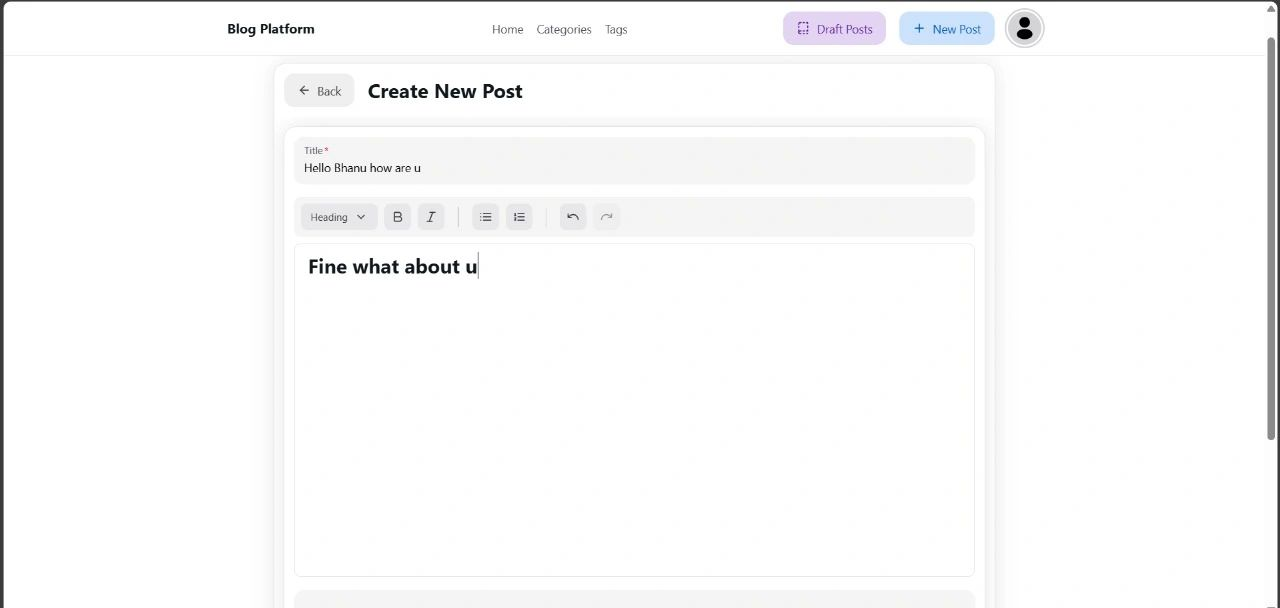 Blog Platform
Home Categories Tags
Draft Posts
New Post
Back
Create New Post
Title*
Hello Bhanu how are u
Heading
B I
Fine what about u